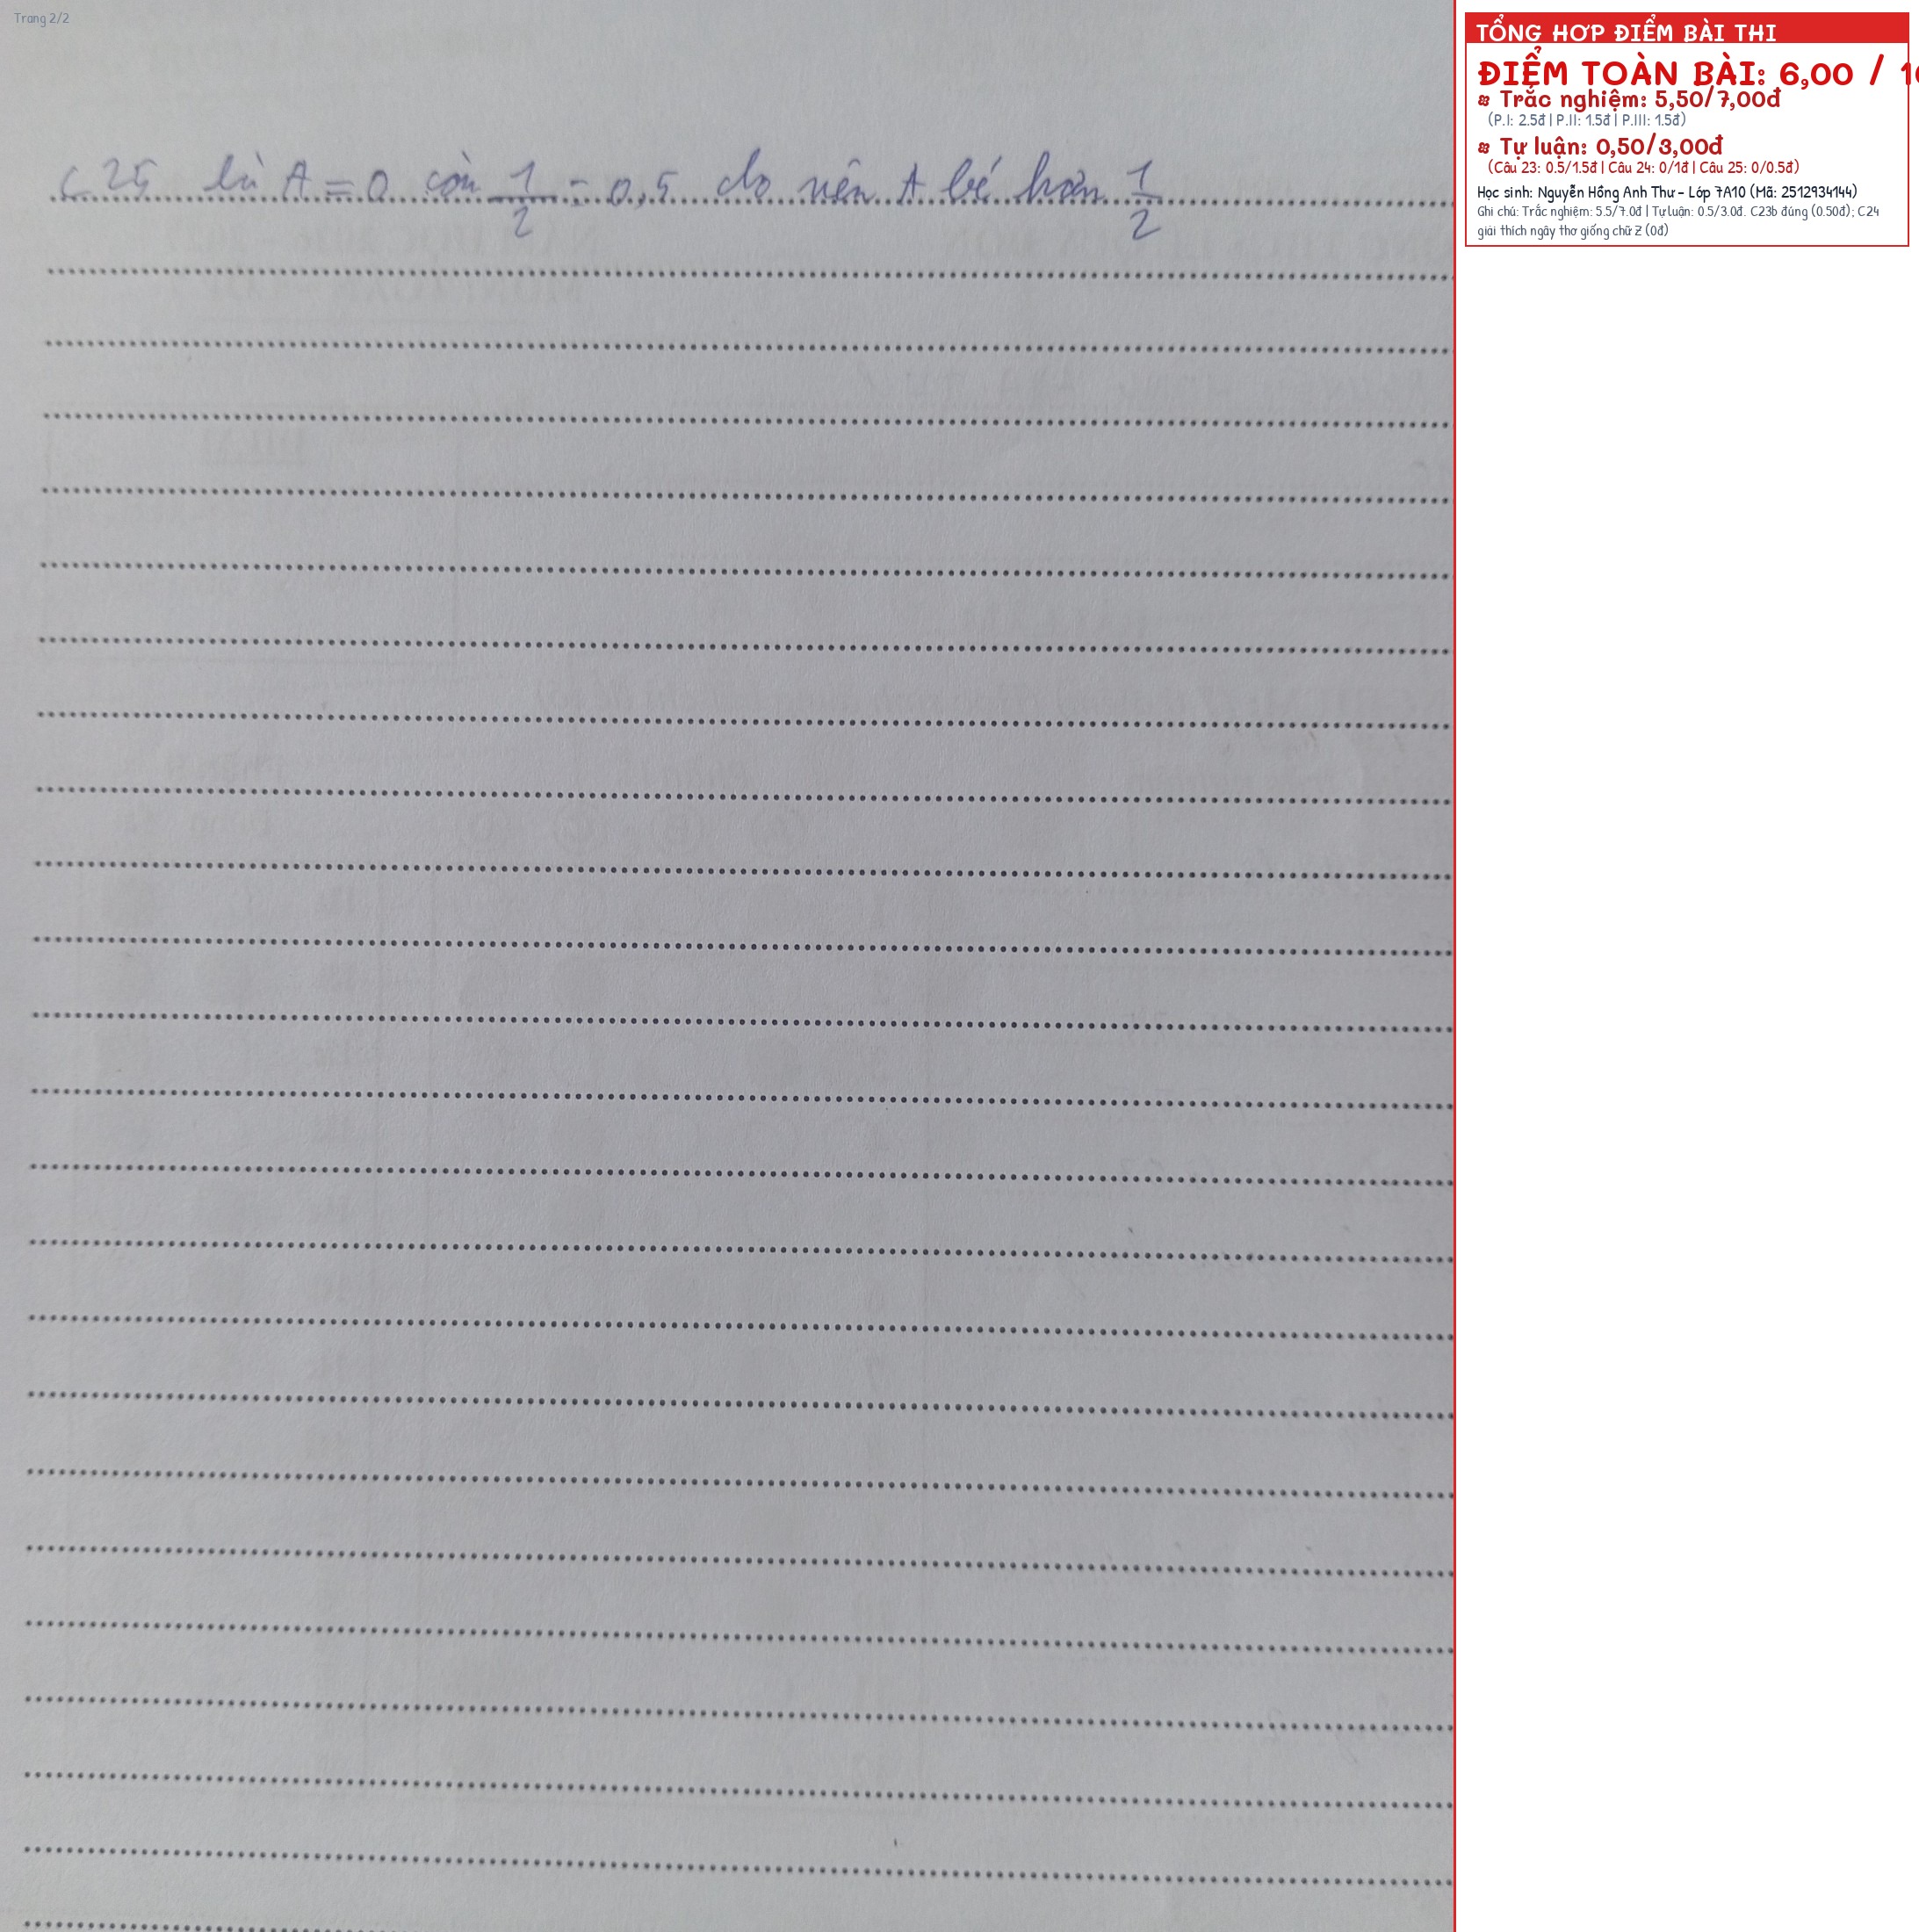 Trang 2/2
C 25 là A = 0 còn 1/2 = 0,5 do nên A bé hơn 1/2
TỔNG HỢP ĐIỂM BÀI THI
ĐIỂM TOÀN BÀI: 6,00 / 10
Trắc nghiệm: 5,50/7,00đ
(P.I: 2.5đ | P.II: 1.5đ | P.III: 1.5đ)
Tự luận: 0,50/3,00đ
(Câu 23: 0.5/1.5đ | Câu 24: 0/1đ | Câu 25: 0/0.5đ)
Học sinh: Nguyễn Hồng Anh Thư - Lớp 7A10 (Mã: 2512934144)
Ghi chú: Trắc nghiệm: 5.5/7.0đ | Tự luận: 0.5/3.0đ. C23b đúng (0.50đ); C24
giải thích ngây thơ giống chữ Z (0đ)